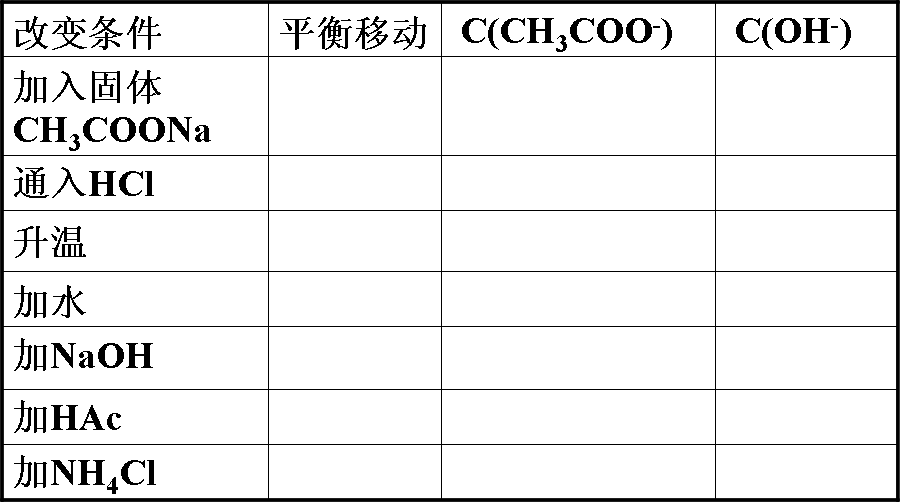 改变条件 平衡移动 C(CH₃COO⁻) C(OH⁻)
加入固体
CH₃COONa
通入HCl
升温
加水
加NaOH
加HAc
加NH₄Cl